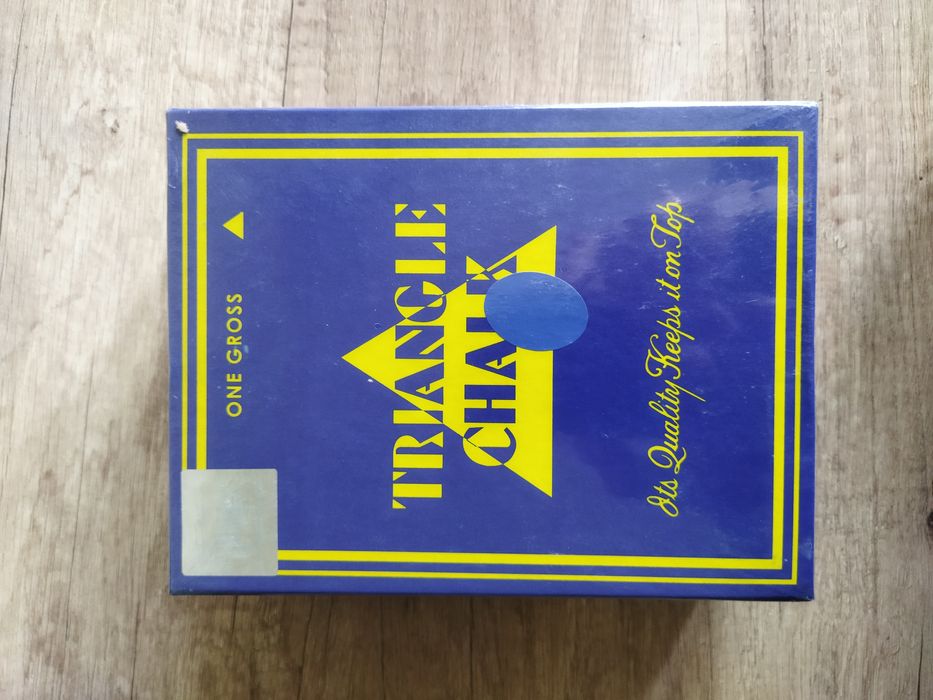 ONE GROSS
TRIANGLE
CHALK
Its Quality Keeps it on Top